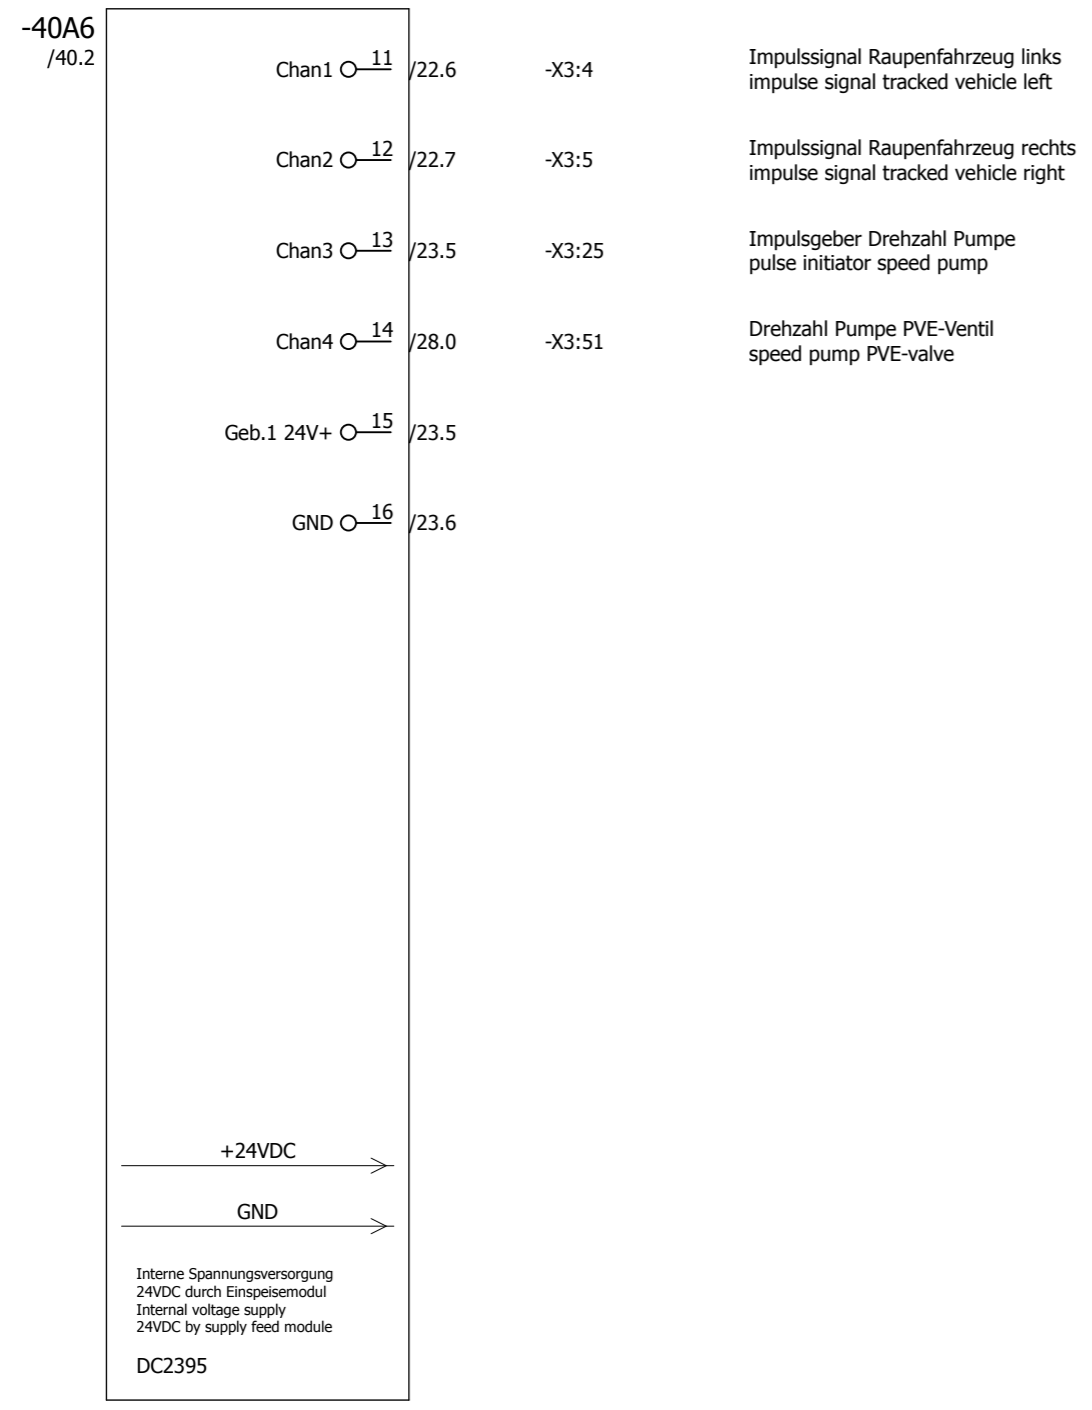 -40A6
/40.2
Chan1 11 /22.6 -X3:4 Impulssignal Raupenfahrzeug links
impulse signal tracked vehicle left
Chan2 12 /22.7 -X3:5 Impulssignal Raupenfahrzeug rechts
impulse signal tracked vehicle right
Chan3 13 /23.5 -X3:25 Impulsgeber Drehzahl Pumpe
pulse initiator speed pump
Chan4 14 /28.0 -X3:51 Drehzahl Pumpe PVE-Ventil
speed pump PVE-valve
Geb.1 24V+ 15 /23.5
GND 16 /23.6
+24VDC
GND
Interne Spannungsversorgung
24VDC durch Einspeisemodul
Internal voltage supply
24VDC by supply feed module
DC2395